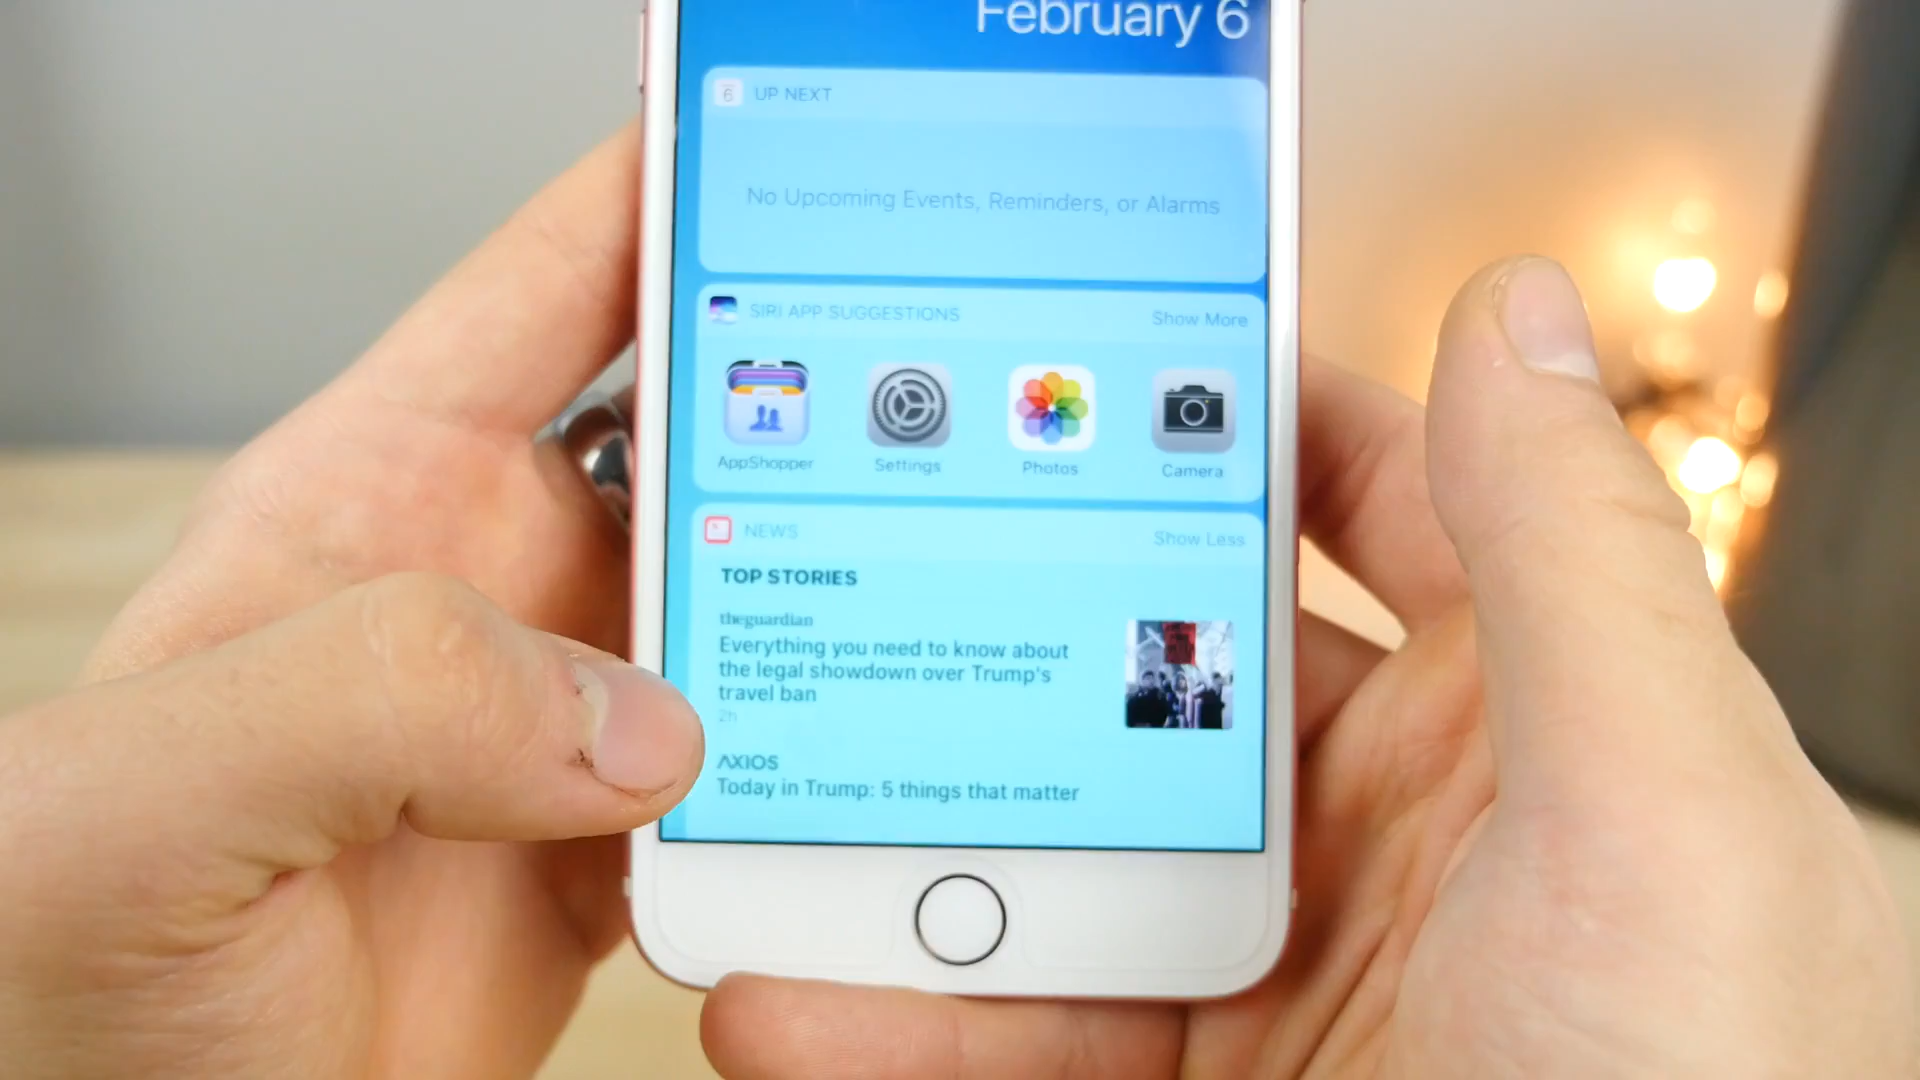 February 6
6 UP NEXT
No Upcoming Events, Reminders, or Alarms
SIRI APP SUGGESTIONS Show More
AppShopper Settings Photos Camera
NEWS Show Less
TOP STORIES
theguardian
Everything you need to know about
the legal showdown over Trump's
travel ban
2h
AXIOS
Today in Trump: 5 things that matter